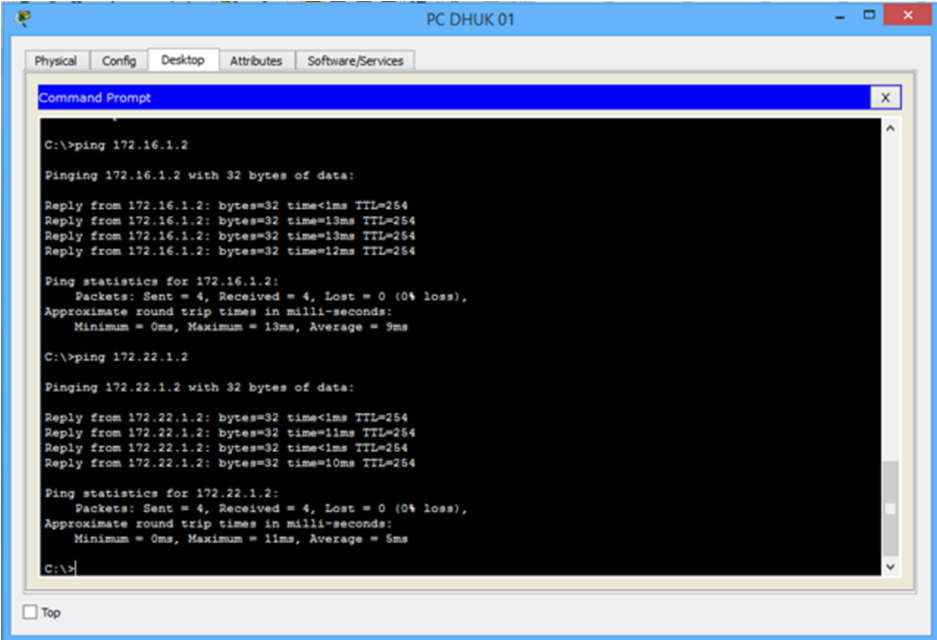 PC DHUK 01
Physical Config Desktop Attributes Software/Services
Command Prompt X
C:\>ping 172.16.1.2
Pinging 172.16.1.2 with 32 bytes of data:
Reply from 172.16.1.2: bytes=32 time<1ms TTL=254
Reply from 172.16.1.2: bytes=32 time=13ms TTL=254
Reply from 172.16.1.2: bytes=32 time=13ms TTL=254
Reply from 172.16.1.2: bytes=32 time=12ms TTL=254
Ping statistics for 172.16.1.2:
Packets: Sent = 4, Received = 4, Lost = 0 (0% loss),
Approximate round trip times in milli-seconds:
Minimum = 0ms, Maximum = 13ms, Average = 9ms
C:\>ping 172.22.1.2
Pinging 172.22.1.2 with 32 bytes of data:
Reply from 172.22.1.2: bytes=32 time<1ms TTL=254
Reply from 172.22.1.2: bytes=32 time=11ms TTL=254
Reply from 172.22.1.2: bytes=32 time<1ms TTL=254
Reply from 172.22.1.2: bytes=32 time=10ms TTL=254
Ping statistics for 172.22.1.2:
Packets: Sent = 4, Received = 4, Lost = 0 (0% loss),
Approximate round trip times in milli-seconds:
Minimum = 0ms, Maximum = 11ms, Average = 5ms
C:\>
Top